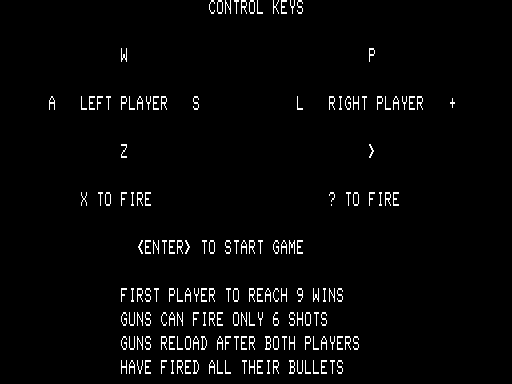 CONTROL KEYS
W P
A LEFT PLAYER S L RIGHT PLAYER +
Z >
X TO FIRE ? TO FIRE
<ENTER> TO START GAME
FIRST PLAYER TO REACH 9 WINS
GUNS CAN FIRE ONLY 6 SHOTS
GUNS RELOAD AFTER BOTH PLAYERS
HAVE FIRED ALL THEIR BULLETS